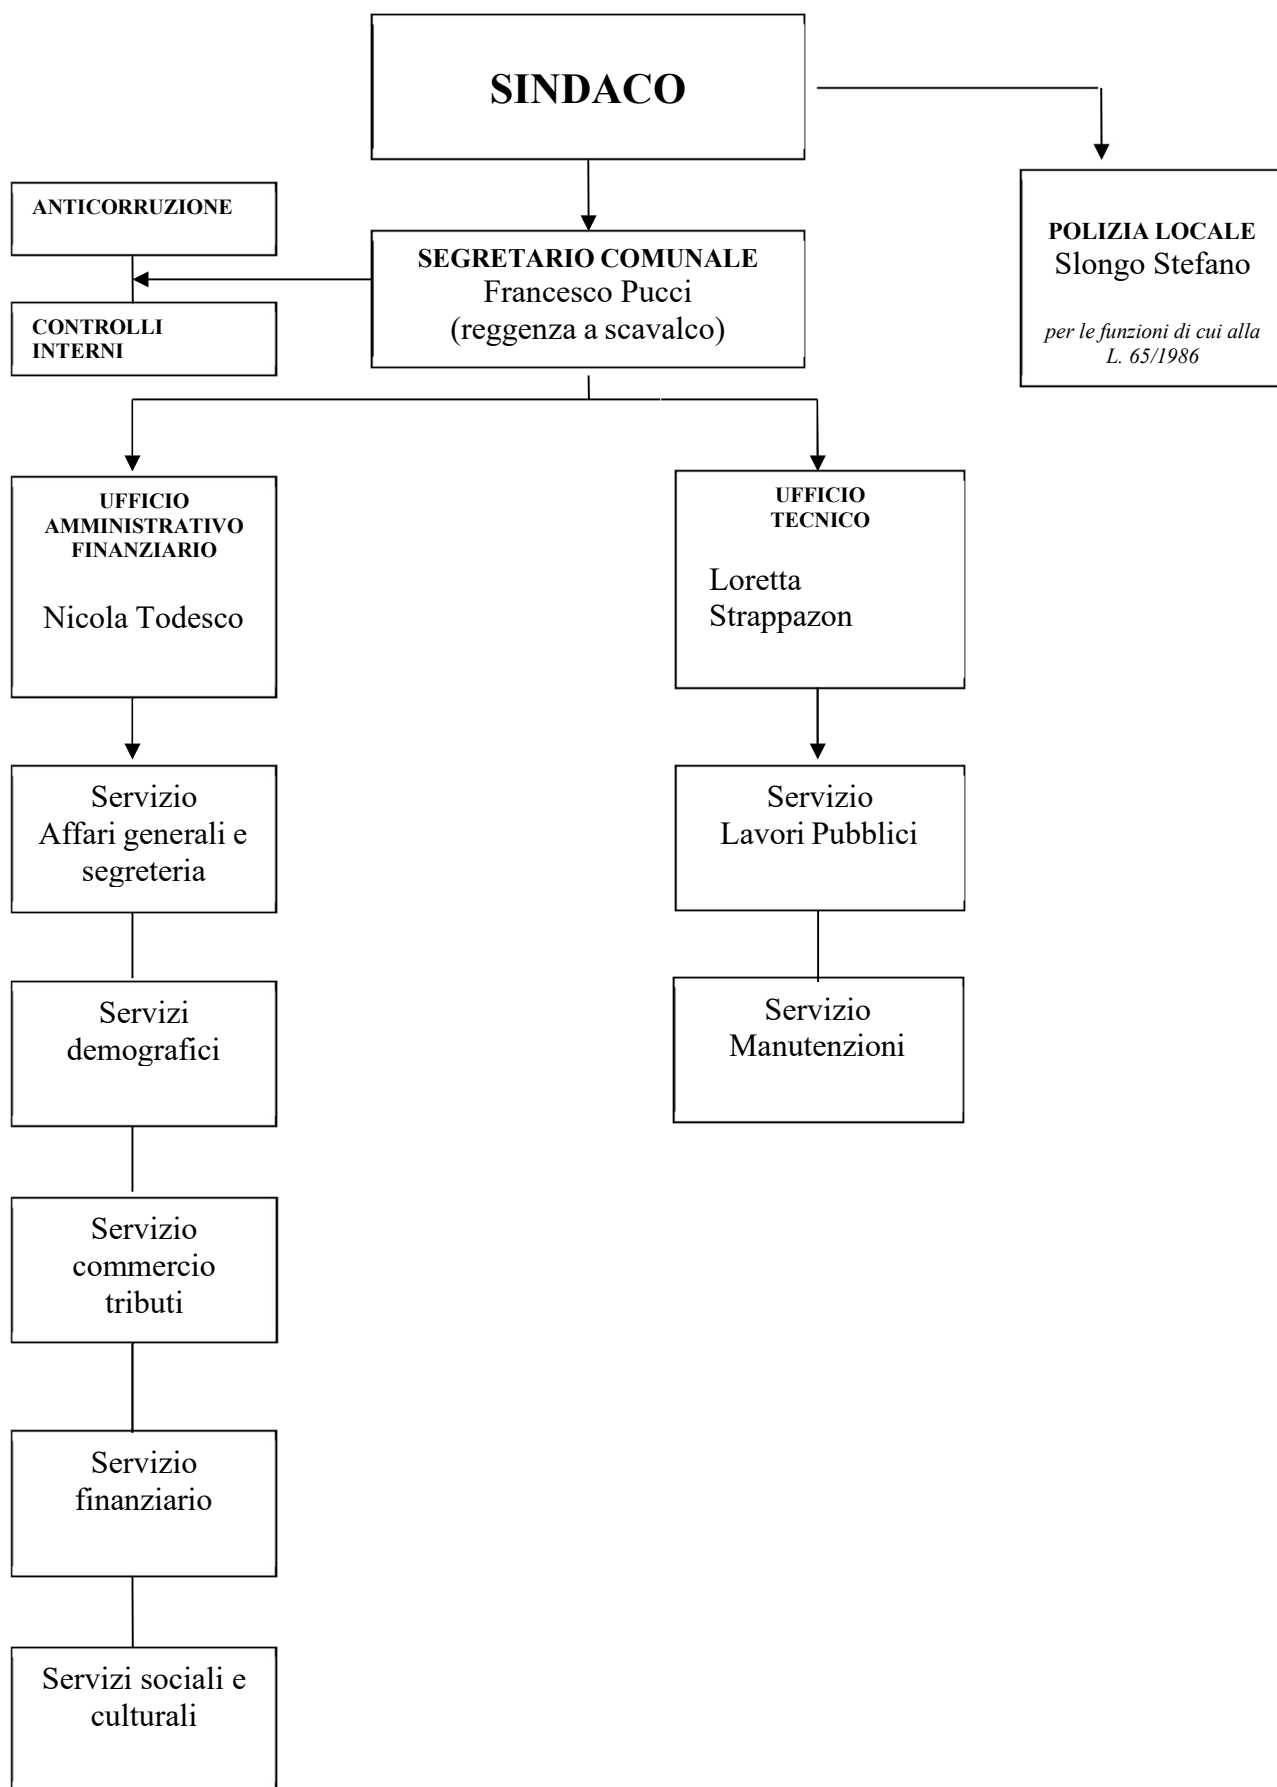 SINDACO
ANTICORRUZIONE
SEGRETARIO COMUNALE
Francesco Pucci
(reggenza a scavalco)
POLIZIA LOCALE
Slongo Stefano
per le funzioni di cui alla
L. 65/1986
CONTROLLI
INTERNI
UFFICIO
AMMINISTRATIVO
FINANZIARIO
Nicola Todesco
UFFICIO
TECNICO
Loretta
Strappazon
Servizio
Affari generali e
segreteria
Servizio
Lavori Pubblici
Servizi
demografici
Servizio
Manutenzioni
Servizio
commercio
tributi
Servizio
finanziario
Servizi sociali e
culturali